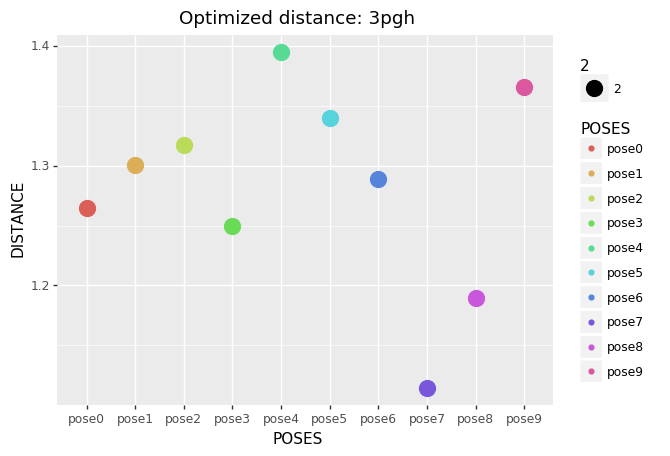 Optimized distance: 3pgh
1.4
1.3
1.2
DISTANCE
pose0 pose1 pose2 pose3 pose4 pose5 pose6 pose7 pose8 pose9
POSES
2
2
POSES
pose0
pose1
pose2
pose3
pose4
pose5
pose6
pose7
pose8
pose9